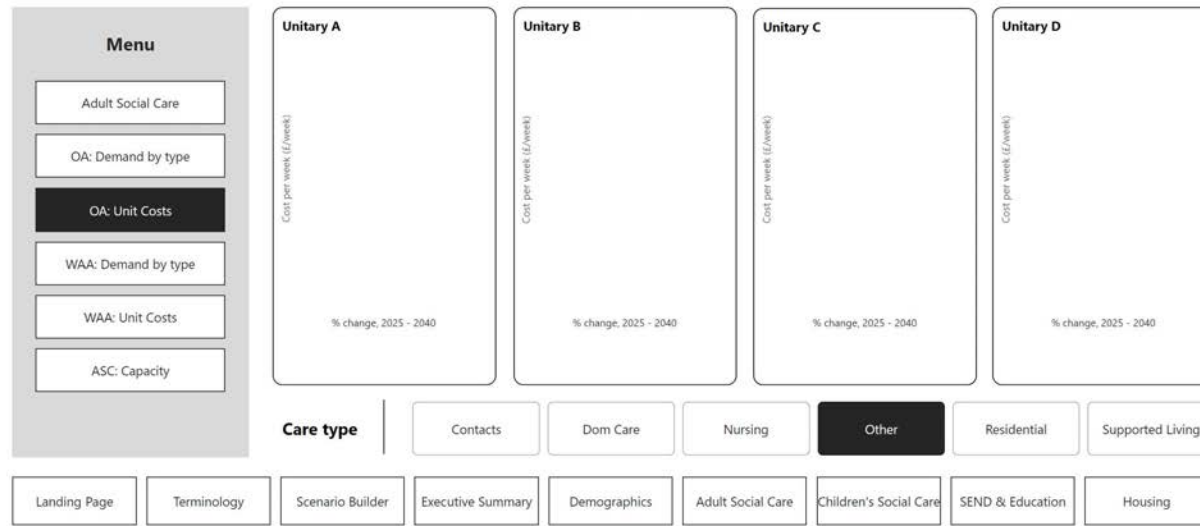 Menu
Adult Social Care
OA: Demand by type
OA: Unit Costs
WAA: Demand by type
WAA: Unit Costs
ASC: Capacity
Unitary A
Cost per week (£/week)
% change, 2025 - 2040
Unitary B
Cost per week (£/week)
% change, 2025 - 2040
Unitary C
Cost per week (£/week)
% change, 2025 - 2040
Unitary D
Cost per week (£/week)
% change, 2025 - 2040
Care type
Contacts
Dom Care
Nursing
Other
Residential
Supported Living
Landing Page
Terminology
Scenario Builder
Executive Summary
Demographics
Adult Social Care
Children's Social Care
SEND & Education
Housing